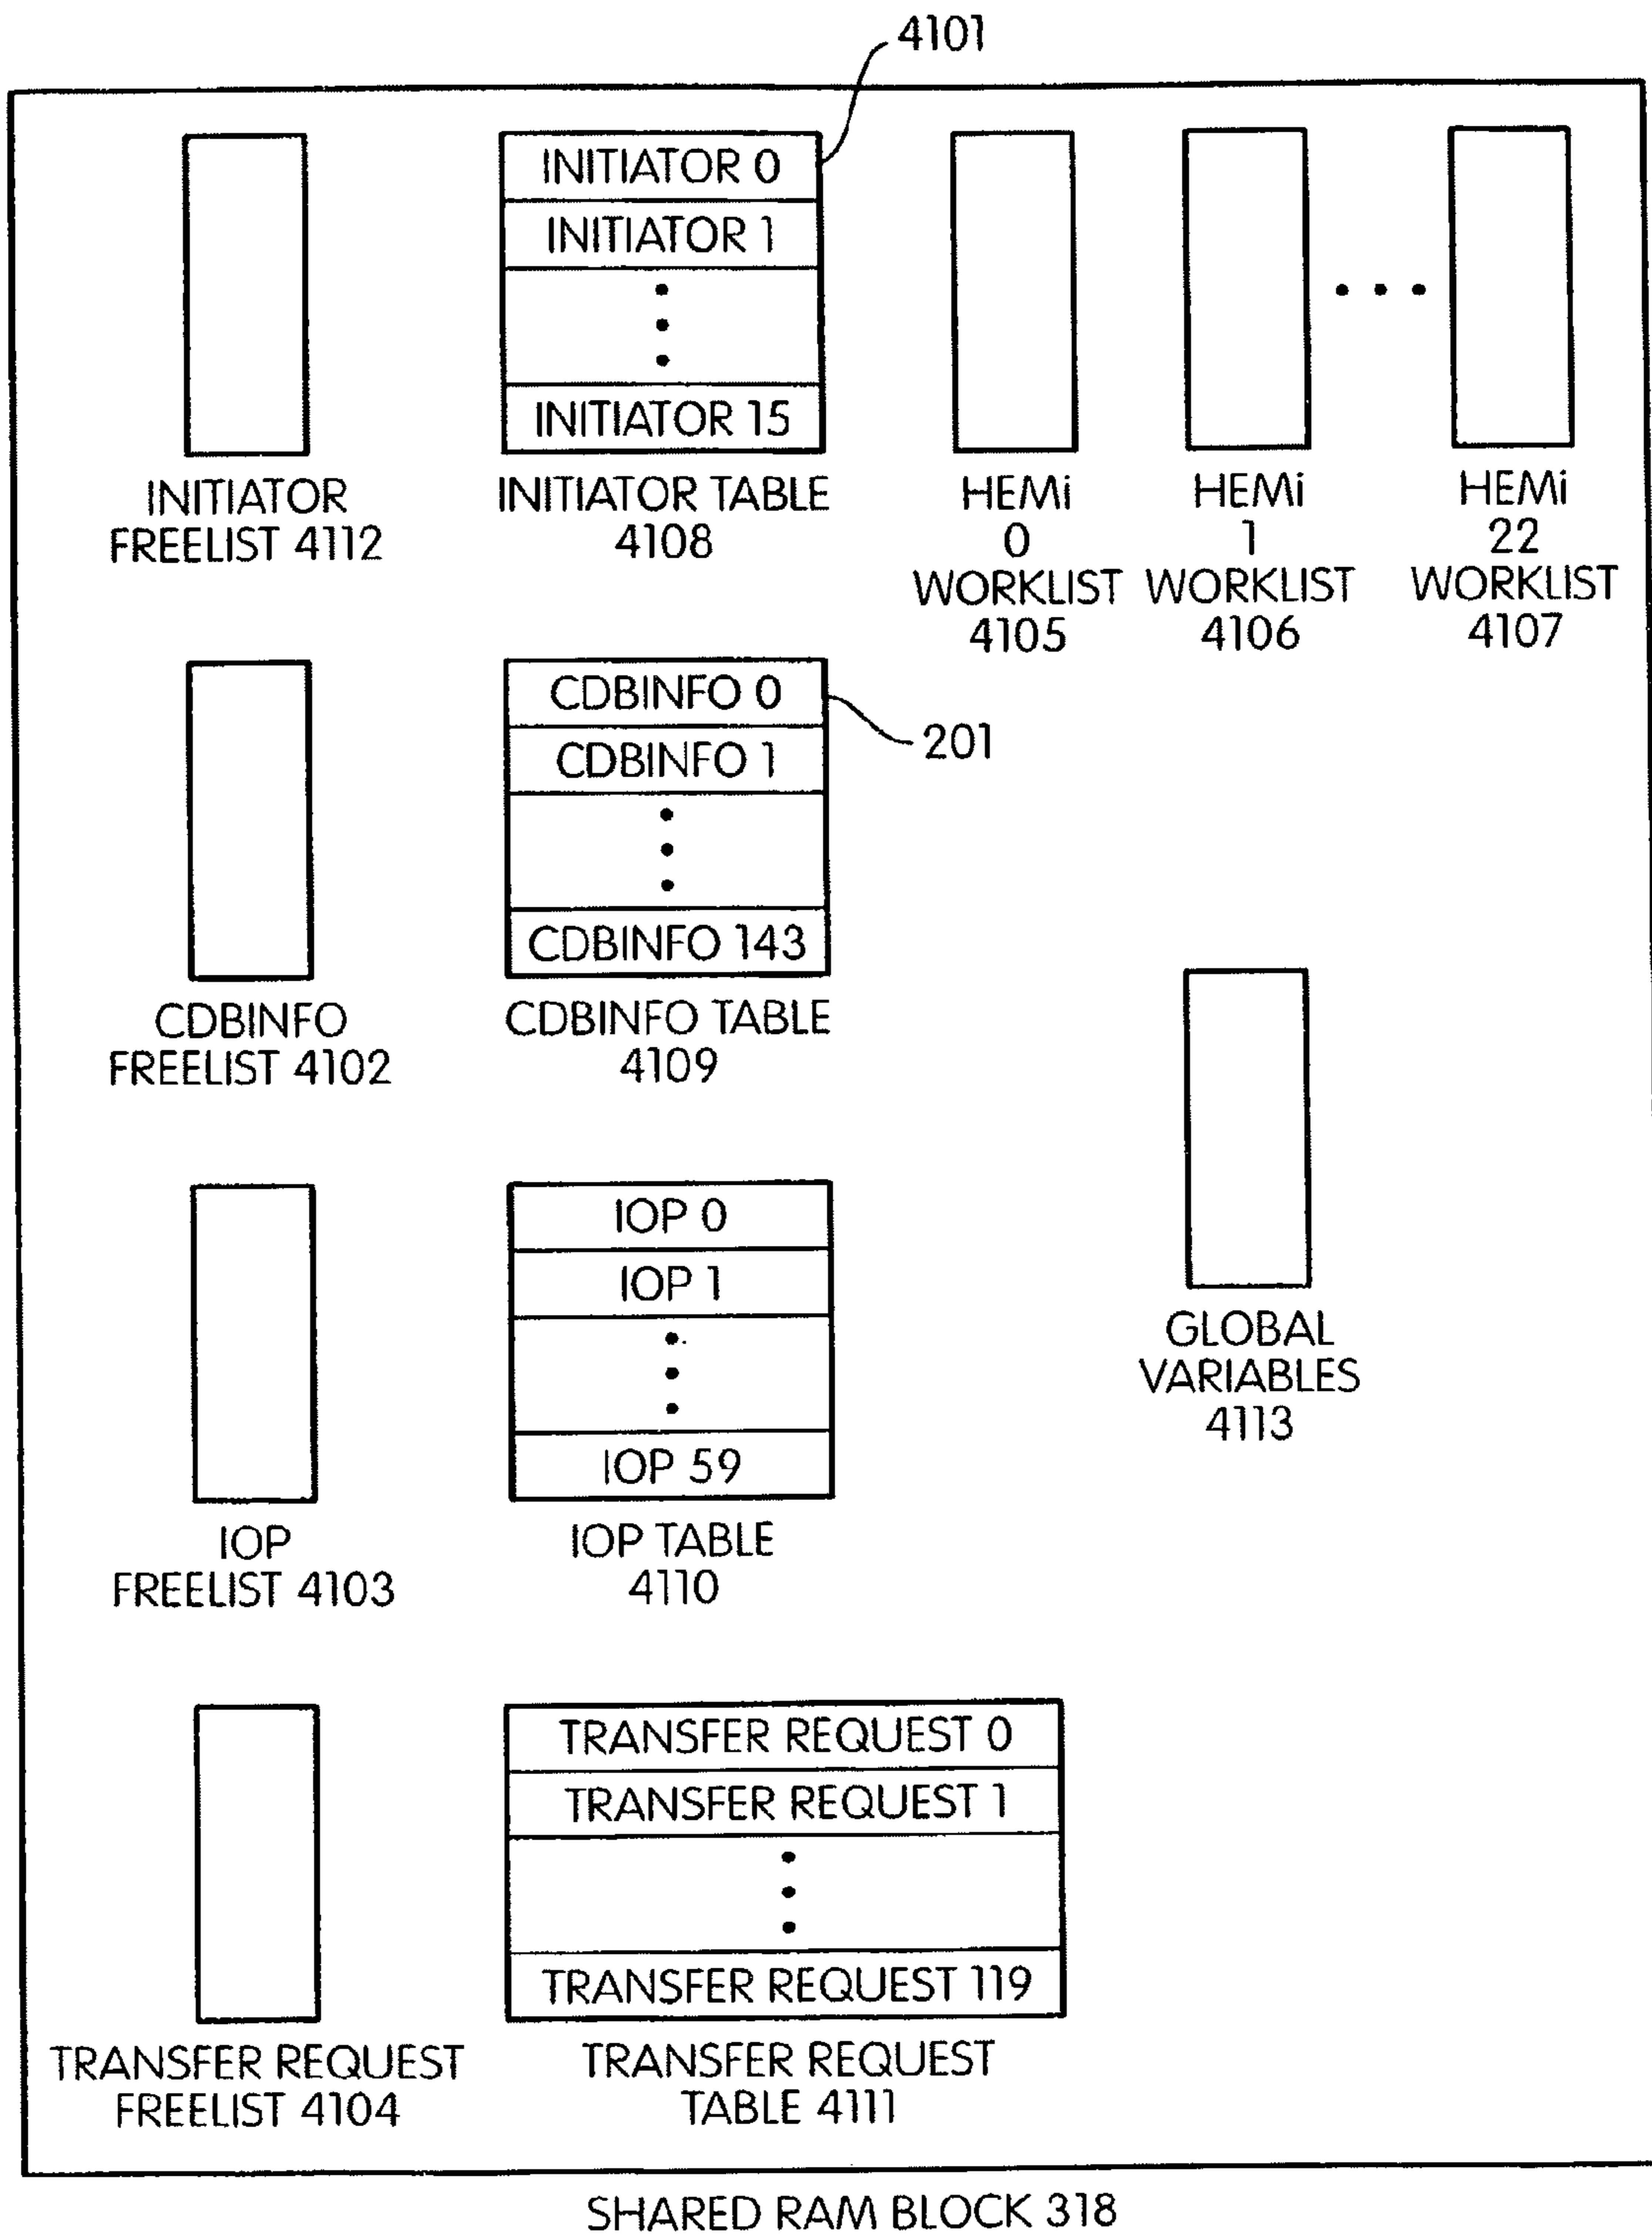 4101
INITIATOR 0
INITIATOR 1
INITIATOR 15
INITIATOR
FREELIST 4112
INITIATOR TABLE
4108
HEMi
0
WORKLIST
4105
HEMi
1
WORKLIST
4106
HEMi
22
WORKLIST
4107
CDBINFO 0
201
CDBINFO 1
CDBINFO 143
CDBINFO
FREELIST 4102
CDBINFO TABLE
4109
IOP 0
IOP 1
IOP 59
IOP
FREELIST 4103
IOP TABLE
4110
GLOBAL
VARIABLES
4113
TRANSFER REQUEST 0
TRANSFER REQUEST 1
TRANSFER REQUEST 119
TRANSFER REQUEST
FREELIST 4104
TRANSFER REQUEST
TABLE 4111
SHARED RAM BLOCK 318